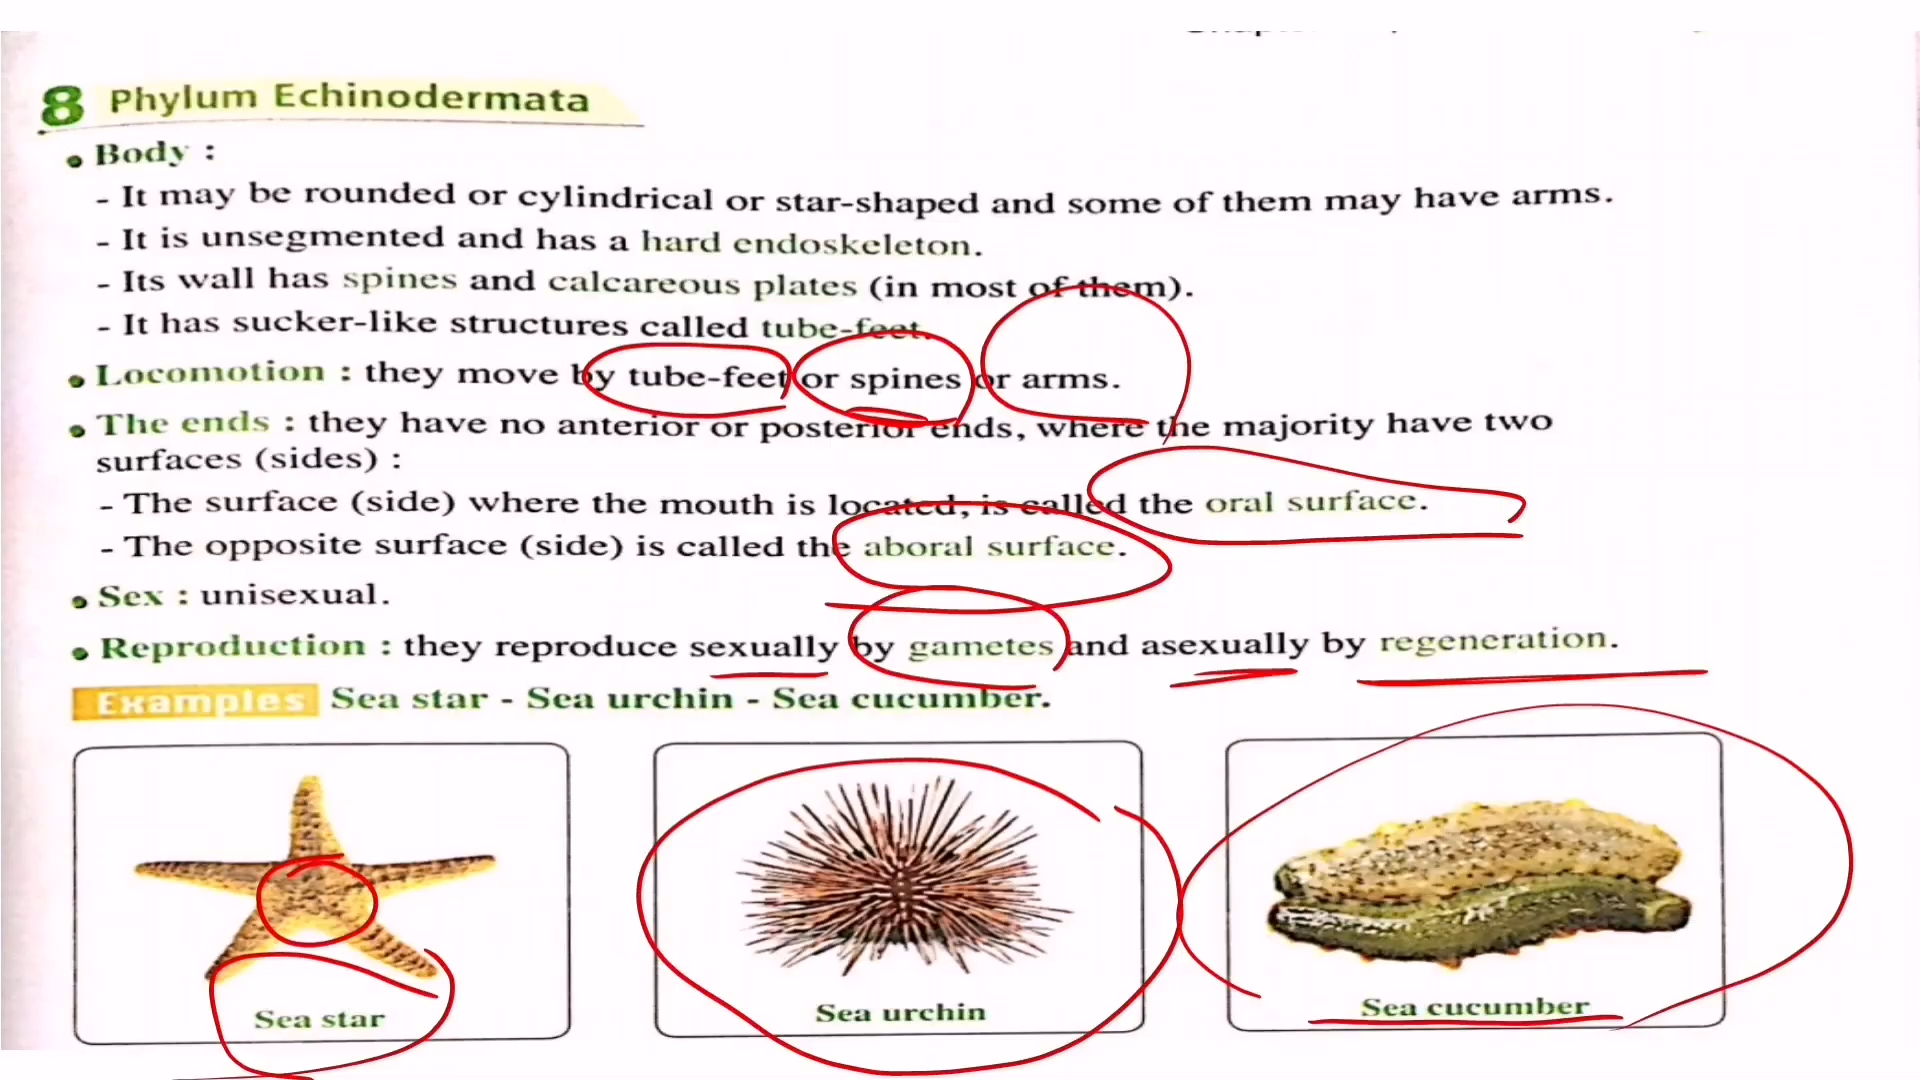 8 Phylum Echinodermata
• Body :
- It may be rounded or cylindrical or star-shaped and some of them may have arms.
- It is unsegmented and has a hard endoskeleton.
- Its wall has spines and calcareous plates (in most of them).
- It has sucker-like structures called tube-feet.
• Locomotion : they move by tube-feet or spines or arms.
• The ends : they have no anterior or posterior ends, where the majority have two
surfaces (sides) :
- The surface (side) where the mouth is located, is called the oral surface.
- The opposite surface (side) is called the aboral surface.
• Sex : unisexual.
• Reproduction : they reproduce sexually by gametes and asexually by regeneration.
Examples Sea star - Sea urchin - Sea cucumber.
Sea star
Sea urchin
Sea cucumber